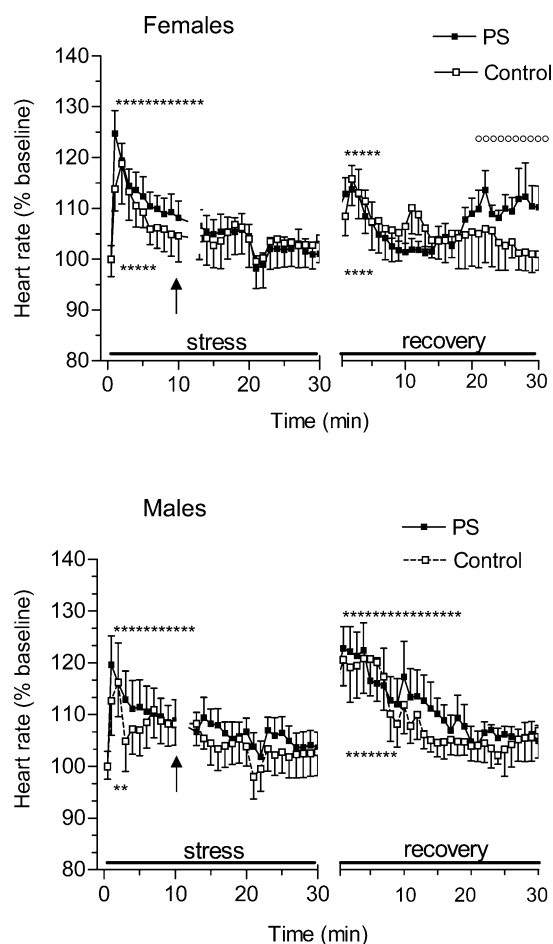 Females
PS
Control
Heart rate (% baseline)
140
130
120
110
100
90
80
************
*****
*****
****
○○○○○○○○○○○
stress
recovery
0 10 20 30 10 20 30
Time (min)
Males
PS
Control
Heart rate (% baseline)
140
130
120
110
100
90
80
***********
**
****************
*******
stress
recovery
0 10 20 30 10 20 30
Time (min)